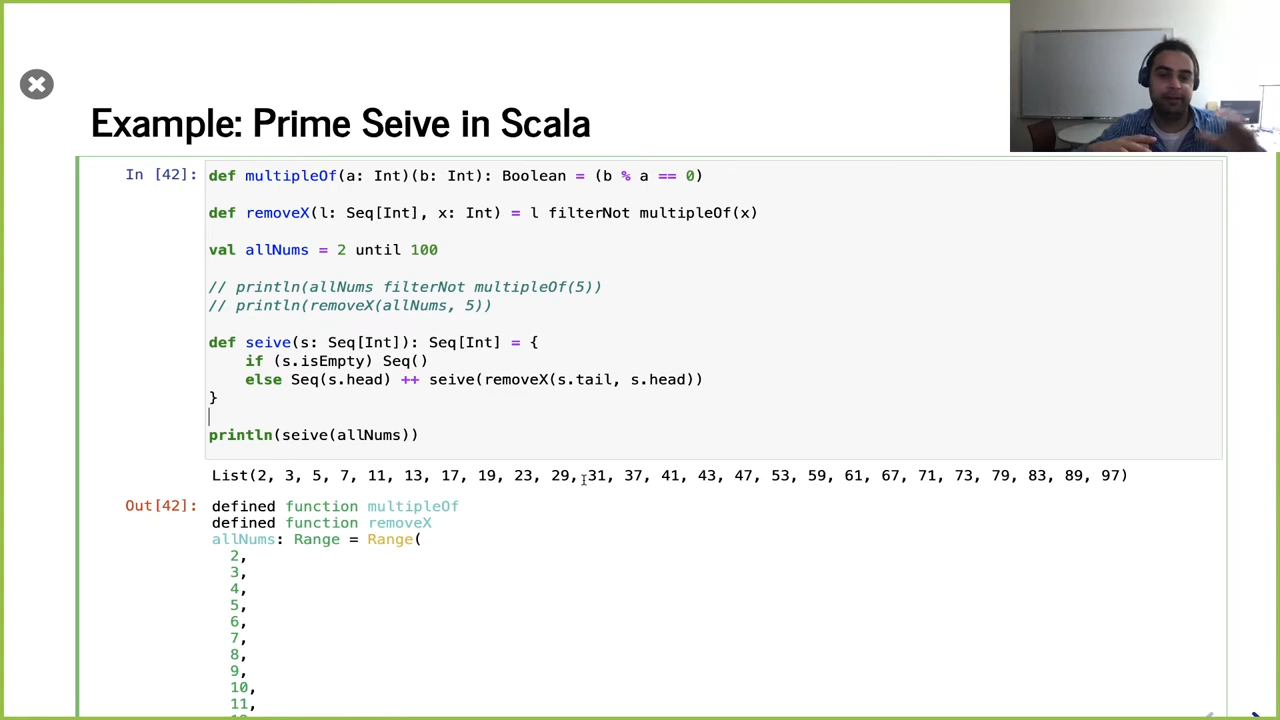 Example: Prime Seive in Scala
In [42]:
def multipleOf(a: Int)(b: Int): Boolean = (b % a == 0)
def removeX(l: Seq[Int], x: Int) = l filterNot multipleOf(x)
val allNums = 2 until 100
// println(allNums filterNot multipleOf(5))
// println(removeX(allNums, 5))
def seive(s: Seq[Int]): Seq[Int] = {
if (s.isEmpty) Seq()
else Seq(s.head) ++ seive(removeX(s.tail, s.head))
}
println(seive(allNums))
List(2, 3, 5, 7, 11, 13, 17, 19, 23, 29, 31, 37, 41, 43, 47, 53, 59, 61, 67, 71, 73, 79, 83, 89, 97)
Out[42]:
defined function multipleOf
defined function removeX
allNums: Range = Range(
2,
3,
4,
5,
6,
7,
8,
9,
10,
11,